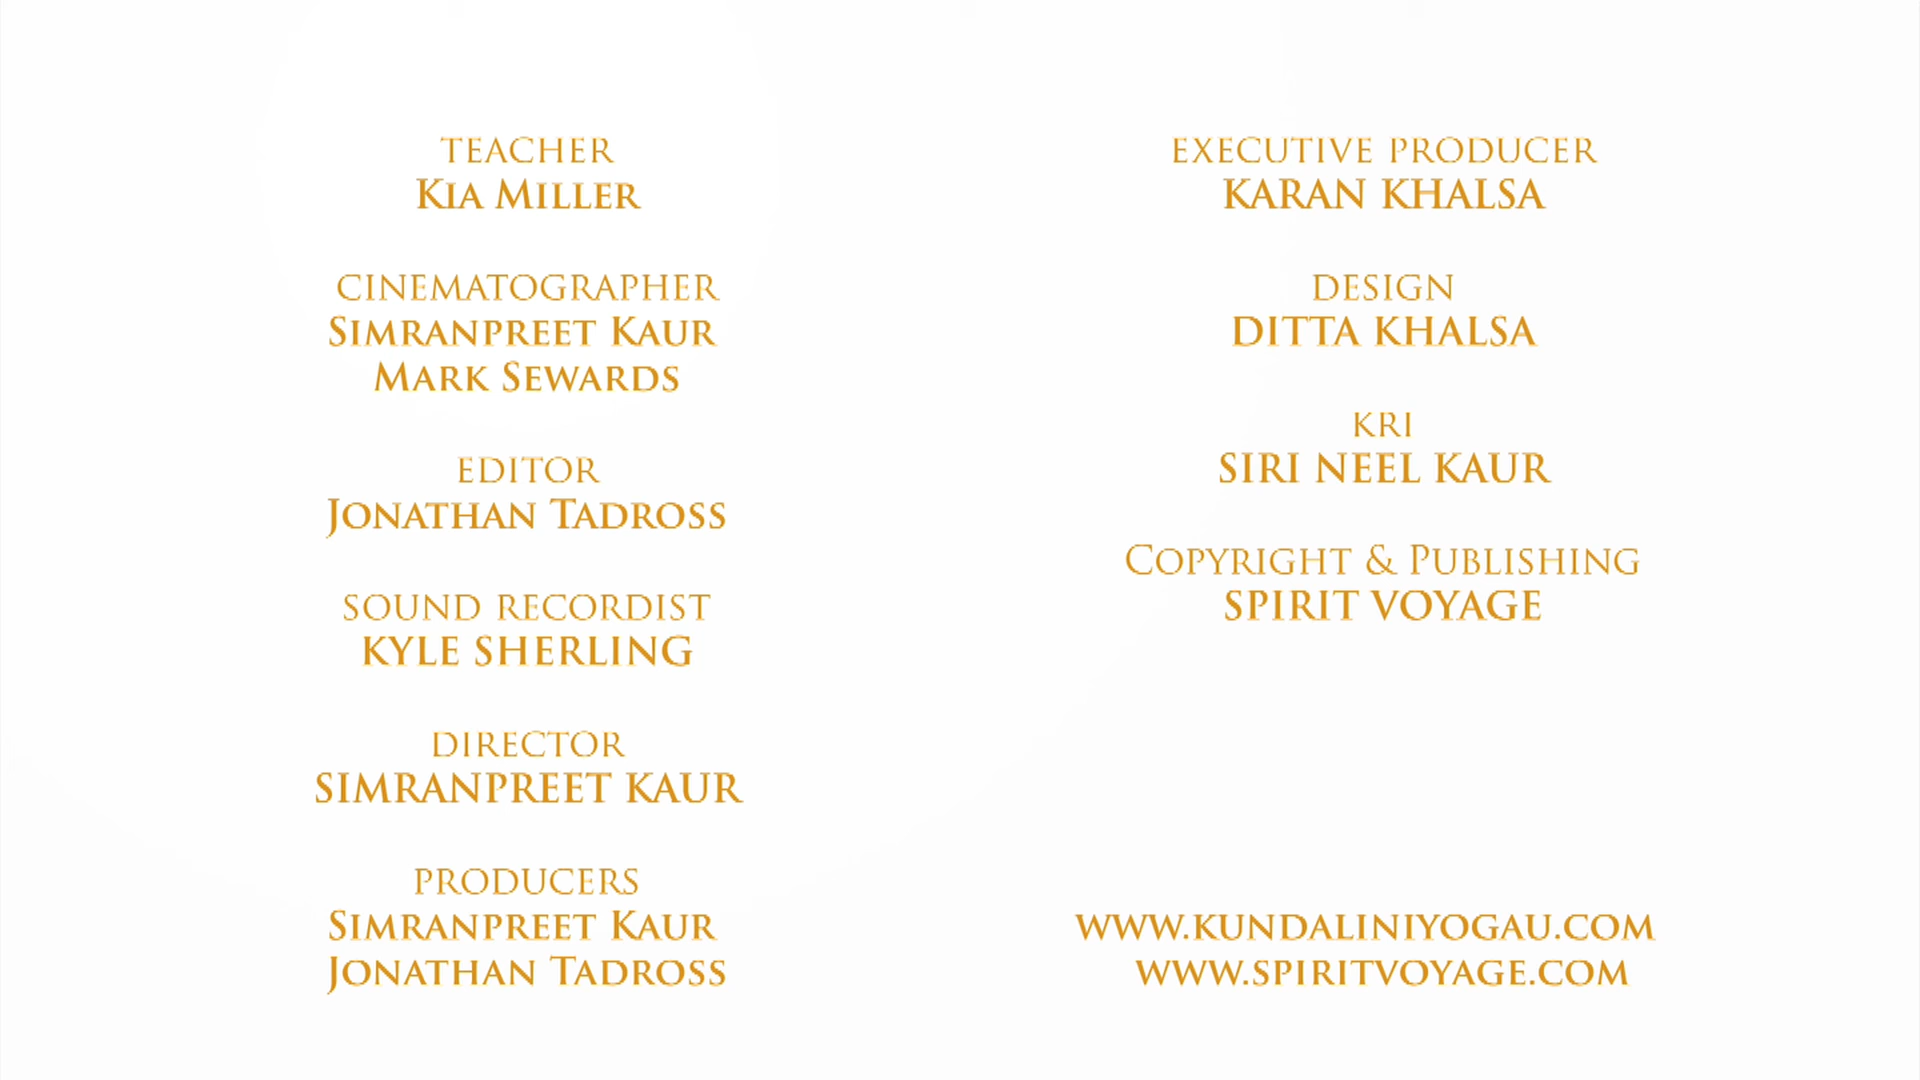 TEACHER
KIA MILLER
CINEMATOGRAPHER
SIMRANPREET KAUR
MARK SEWARDS
EDITOR
JONATHAN TADROSS
SOUND RECORDIST
KYLE SHERLING
DIRECTOR
SIMRANPREET KAUR
PRODUCERS
SIMRANPREET KAUR
JONATHAN TADROSS
EXECUTIVE PRODUCER
KARAN KHALSA
DESIGN
DITTA KHALSA
KRI
SIRI NEEL KAUR
COPYRIGHT & PUBLISHING
SPIRIT VOYAGE
WWW.KUNDALINIYOGAU.COM
WWW.SPIRITVOYAGE.COM